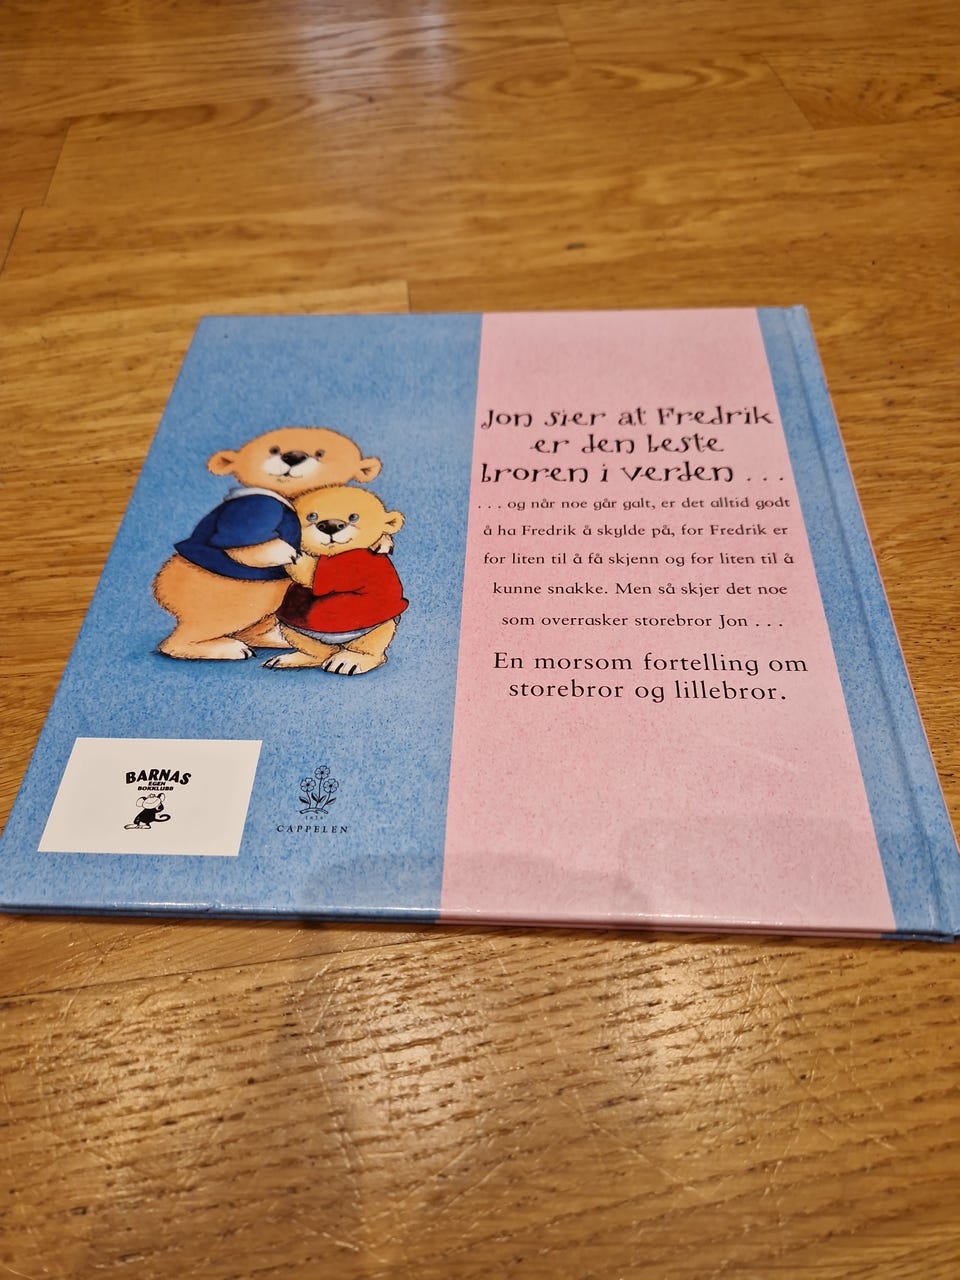 Jon sier at Fredrik
er den beste
broren i verden . . .
. . . og når noe går galt, er det alltid godt
å ha Fredrik å skylde på, for Fredrik er
for liten til å få skjenn og for liten til å
kunne snakke. Men så skjer det noe
som overrasker storebror Jon . . .
En morsom fortelling om
storebror og lillebror.
BARNAS
EGEN
BOKKLUBB
1829
CAPPELEN